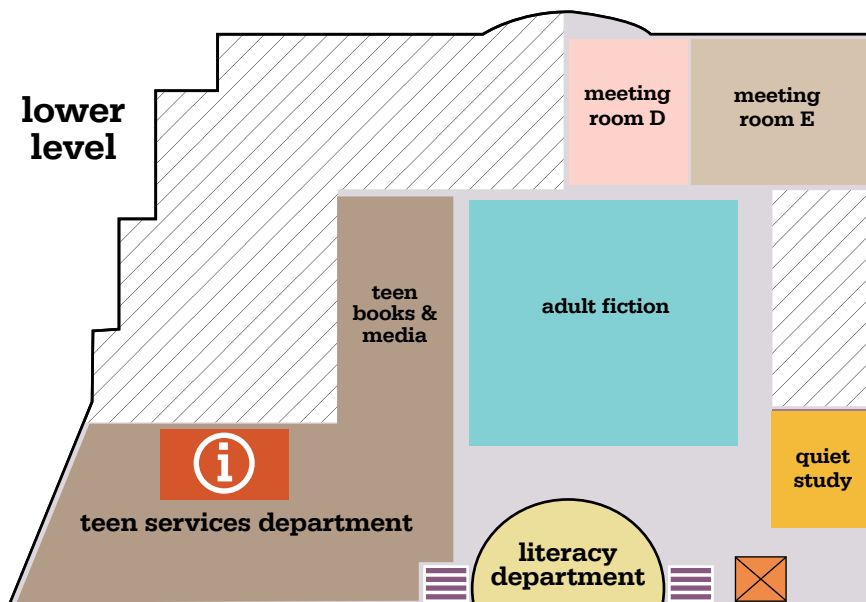 lower
level
meeting
room D
meeting
room E
teen
books &
media
adult fiction
quiet
study
i
teen services department
literacy
department